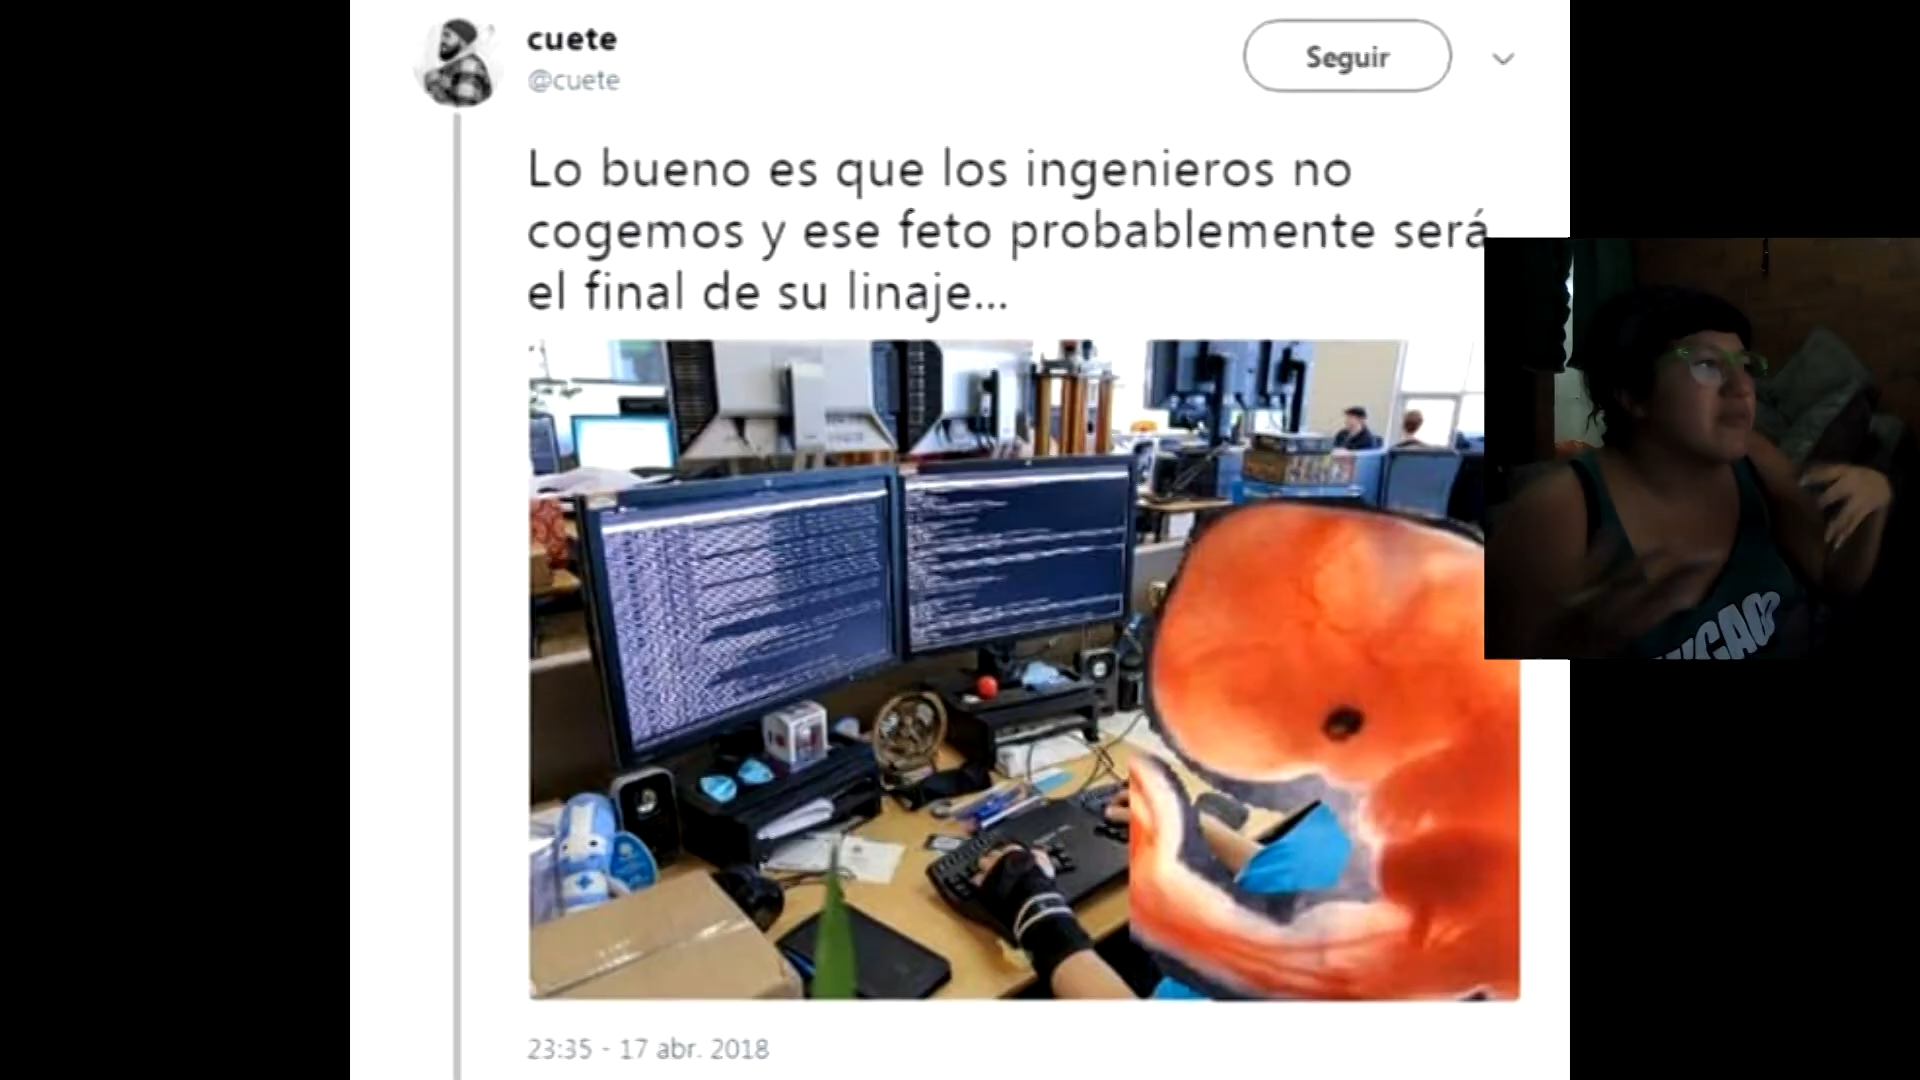 cuete
@cuete
Seguir
Lo bueno es que los ingenieros no
cogemos y ese feto probablemente será
el final de su linaje...
23:35 - 17 abr. 2018